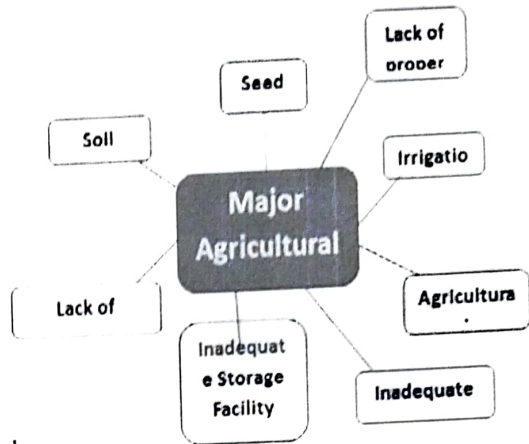 Lack of
proper
Seed
Soil
Irrigatio
Major
Agricultural
Agricultura
.
Lack of
Inadequat
e Storage
Facility
Inadequate